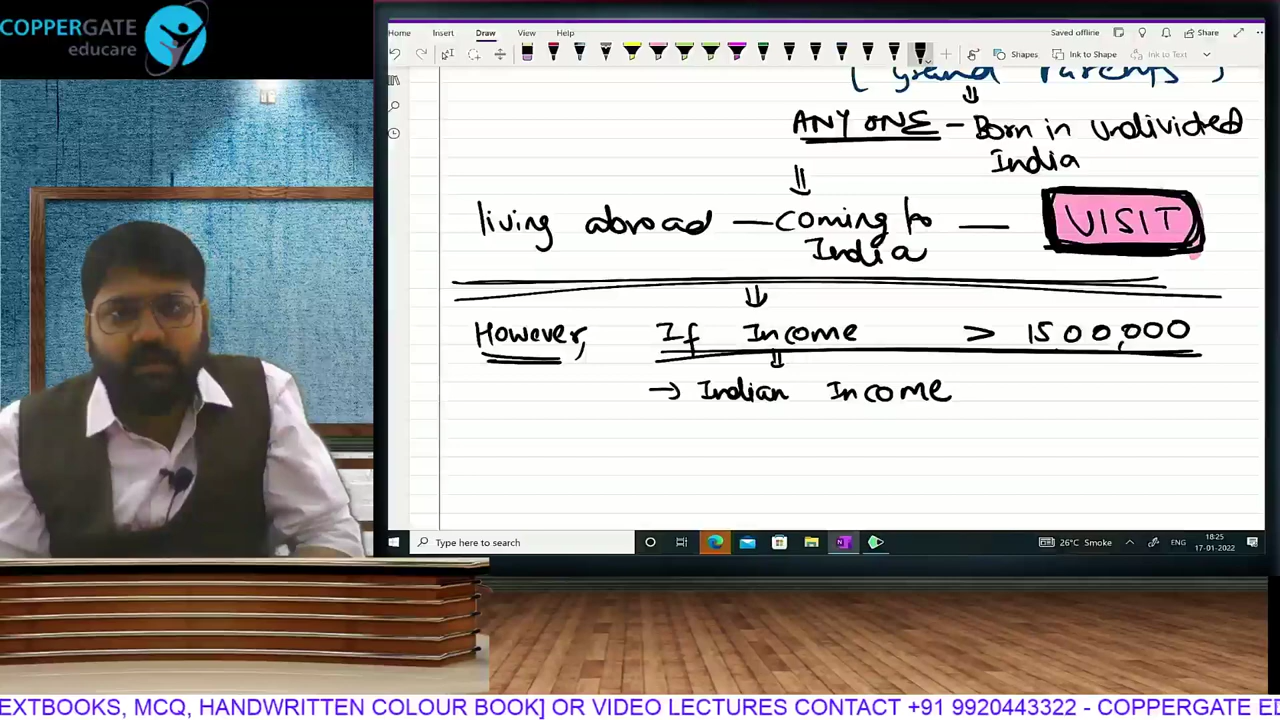 COPPERGATE
educare
Home Insert Draw View Help
Saved offline
Share
Shapes
Ink to Shape
Ink to Text
( Grand Parents )
ANY ONE – Born in undivided
India
living abroad — coming to — VISIT
India
However, If Income > 1500,000
→ Indian Income
Type here to search
26°C Smoke
ENG
18:25
17-01-2022
EXTBOOKS, MCQ, HANDWRITTEN COLOUR BOOK] OR VIDEO LECTURES CONTACT +91 9920443322 - COPPERGATE ED